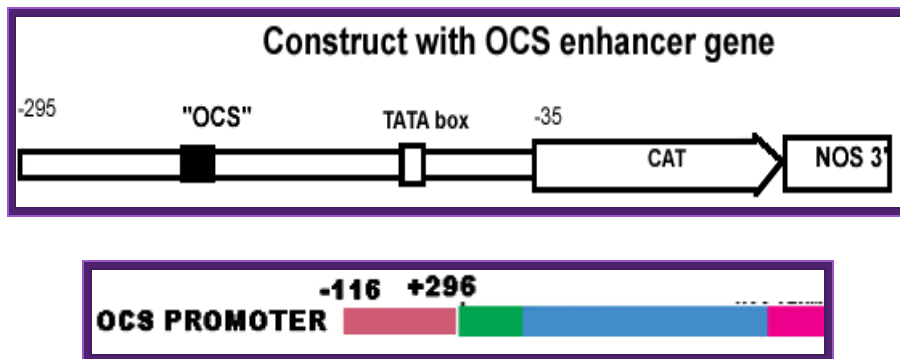 Construct with OCS enhancer gene
-295 "OCS" TATA box -35
CAT NOS 3'
-116 +296
OCS PROMOTER